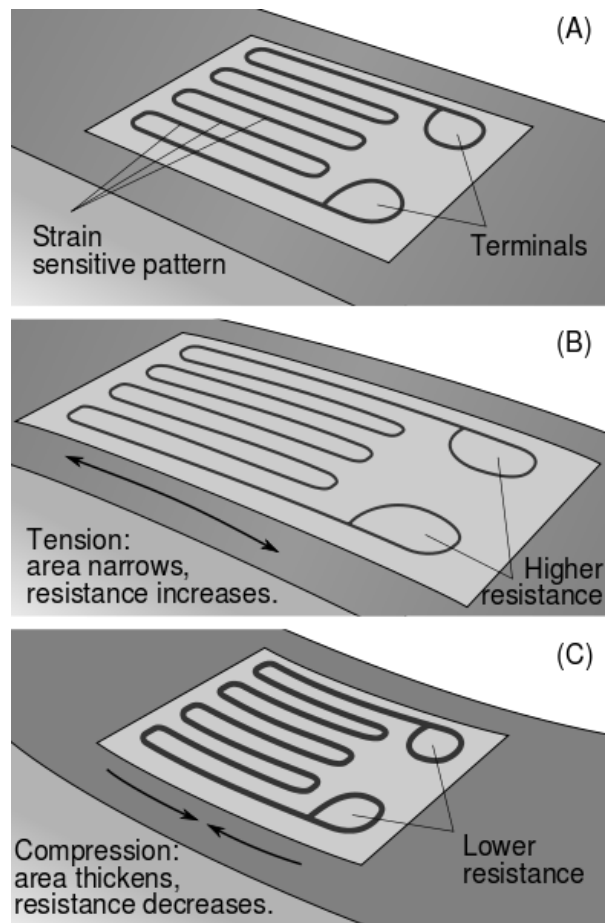 (A)
Strain
sensitive pattern
Terminals
(B)
Tension:
area narrows,
resistance increases.
Higher
resistance
(C)
Compression:
area thickens,
resistance decreases.
Lower
resistance